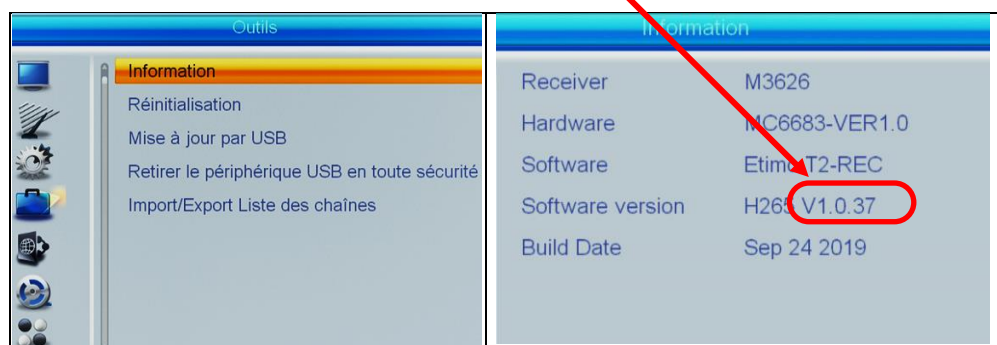 Outils
Information
Réinitialisation
Mise à jour par USB
Retirer le périphérique USB en toute sécurité
Import/Export Liste des chaînes
Information
Receiver M3626
Hardware MC6683-VER1.0
Software Etimo T2-REC
Software version H265 V1.0.37
Build Date Sep 24 2019